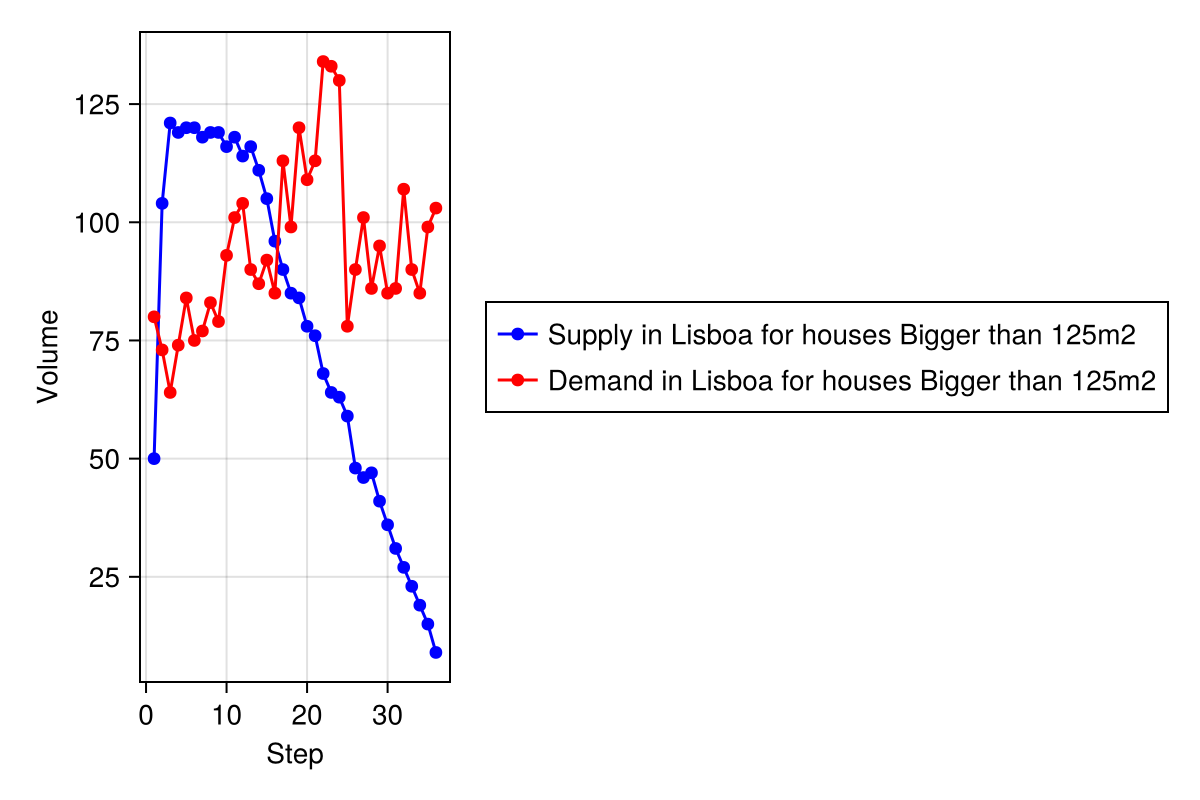 Volume
125
100
75
50
25
0 10 20 30
Step
Supply in Lisboa for houses Bigger than 125m2
Demand in Lisboa for houses Bigger than 125m2